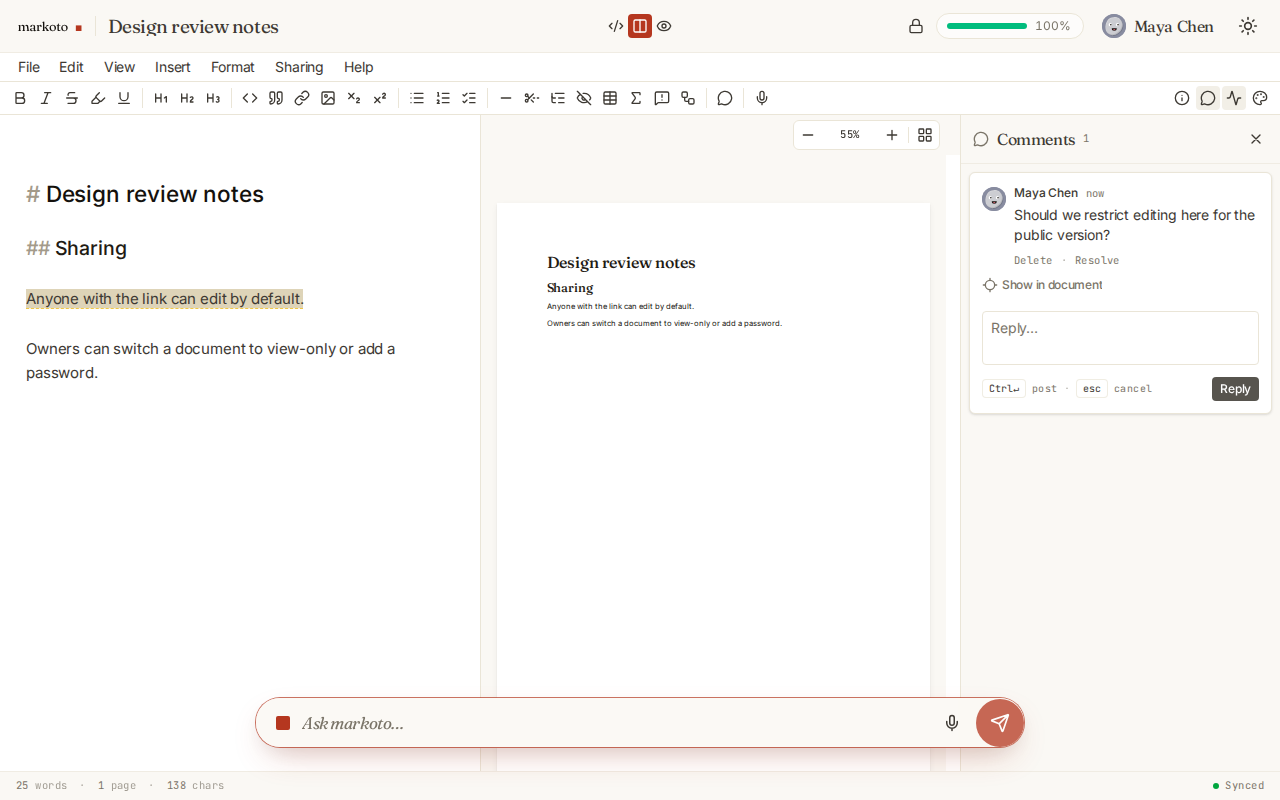 markoto
Design review notes
100%
Maya Chen
File Edit View Insert Format Sharing Help
H1 H2 H3
55%
Comments 1
# Design review notes
## Sharing
Anyone with the link can edit by default.
Owners can switch a document to view-only or add a
password.
Design review notes
Sharing
Anyone with the link can edit by default.
Owners can switch a document to view-only or add a password.
Maya Chen now
Should we restrict editing here for the
public version?
Delete · Resolve
Show in document
Reply...
Ctrl↵ post · esc cancel
Reply
Ask markoto...
25 words · 1 page · 138 chars
Synced